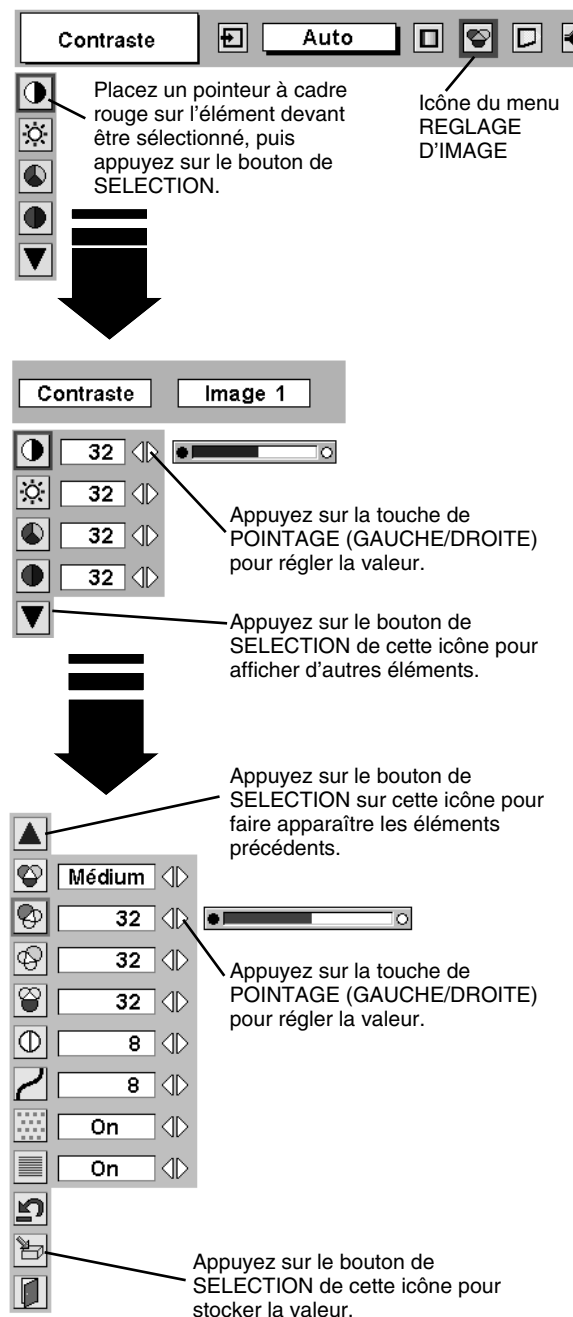 Contraste
Auto
Placez un pointeur à cadre
rouge sur l'élément devant
être sélectionné, puis
appuyez sur le bouton de
SELECTION.
Icône du menu
REGLAGE
D'IMAGE
Contraste
Image 1
32
32
32
32
Appuyez sur la touche de
POINTAGE (GAUCHE/DROITE)
pour régler la valeur.
Appuyez sur le bouton de
SELECTION de cette icône pour
afficher d'autres éléments.
Appuyez sur le bouton de
SELECTION sur cette icône pour
faire apparaître les éléments
précédents.
Médium
32
32
32
8
8
On
On
Appuyez sur la touche de
POINTAGE (GAUCHE/DROITE)
pour régler la valeur.
Appuyez sur le bouton de
SELECTION de cette icône pour
stocker la valeur.